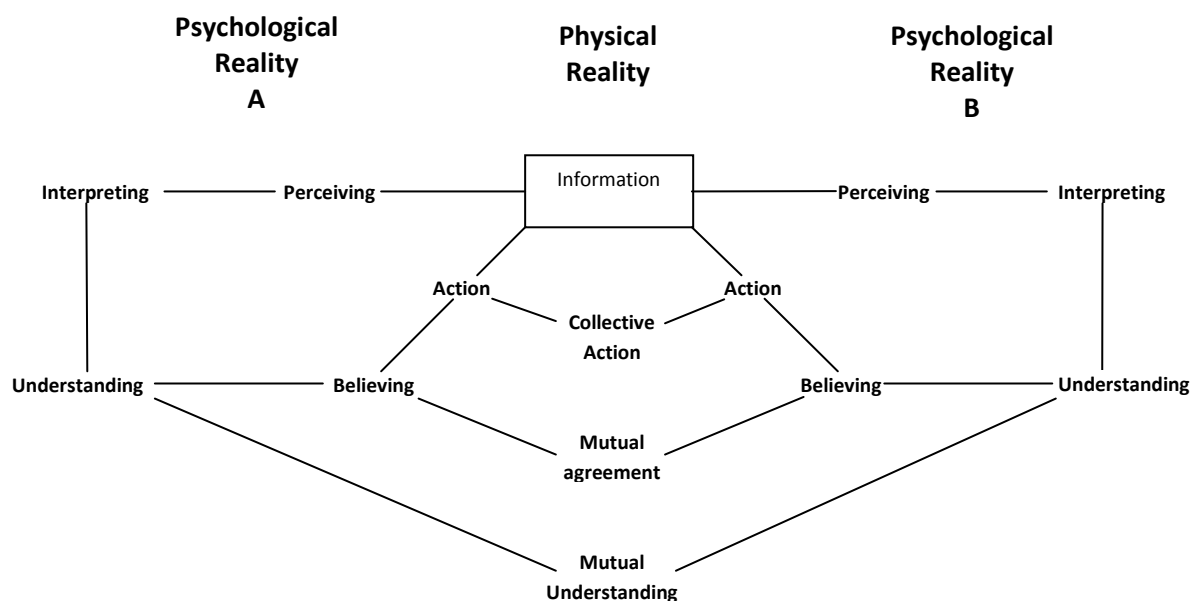 Psychological
Reality
A
Physical
Reality
Psychological
Reality
B
Information
Interpreting
Perceiving
Perceiving
Interpreting
Action
Action
Collective
Action
Understanding
Believing
Believing
Understanding
Mutual
agreement
Mutual
Understanding